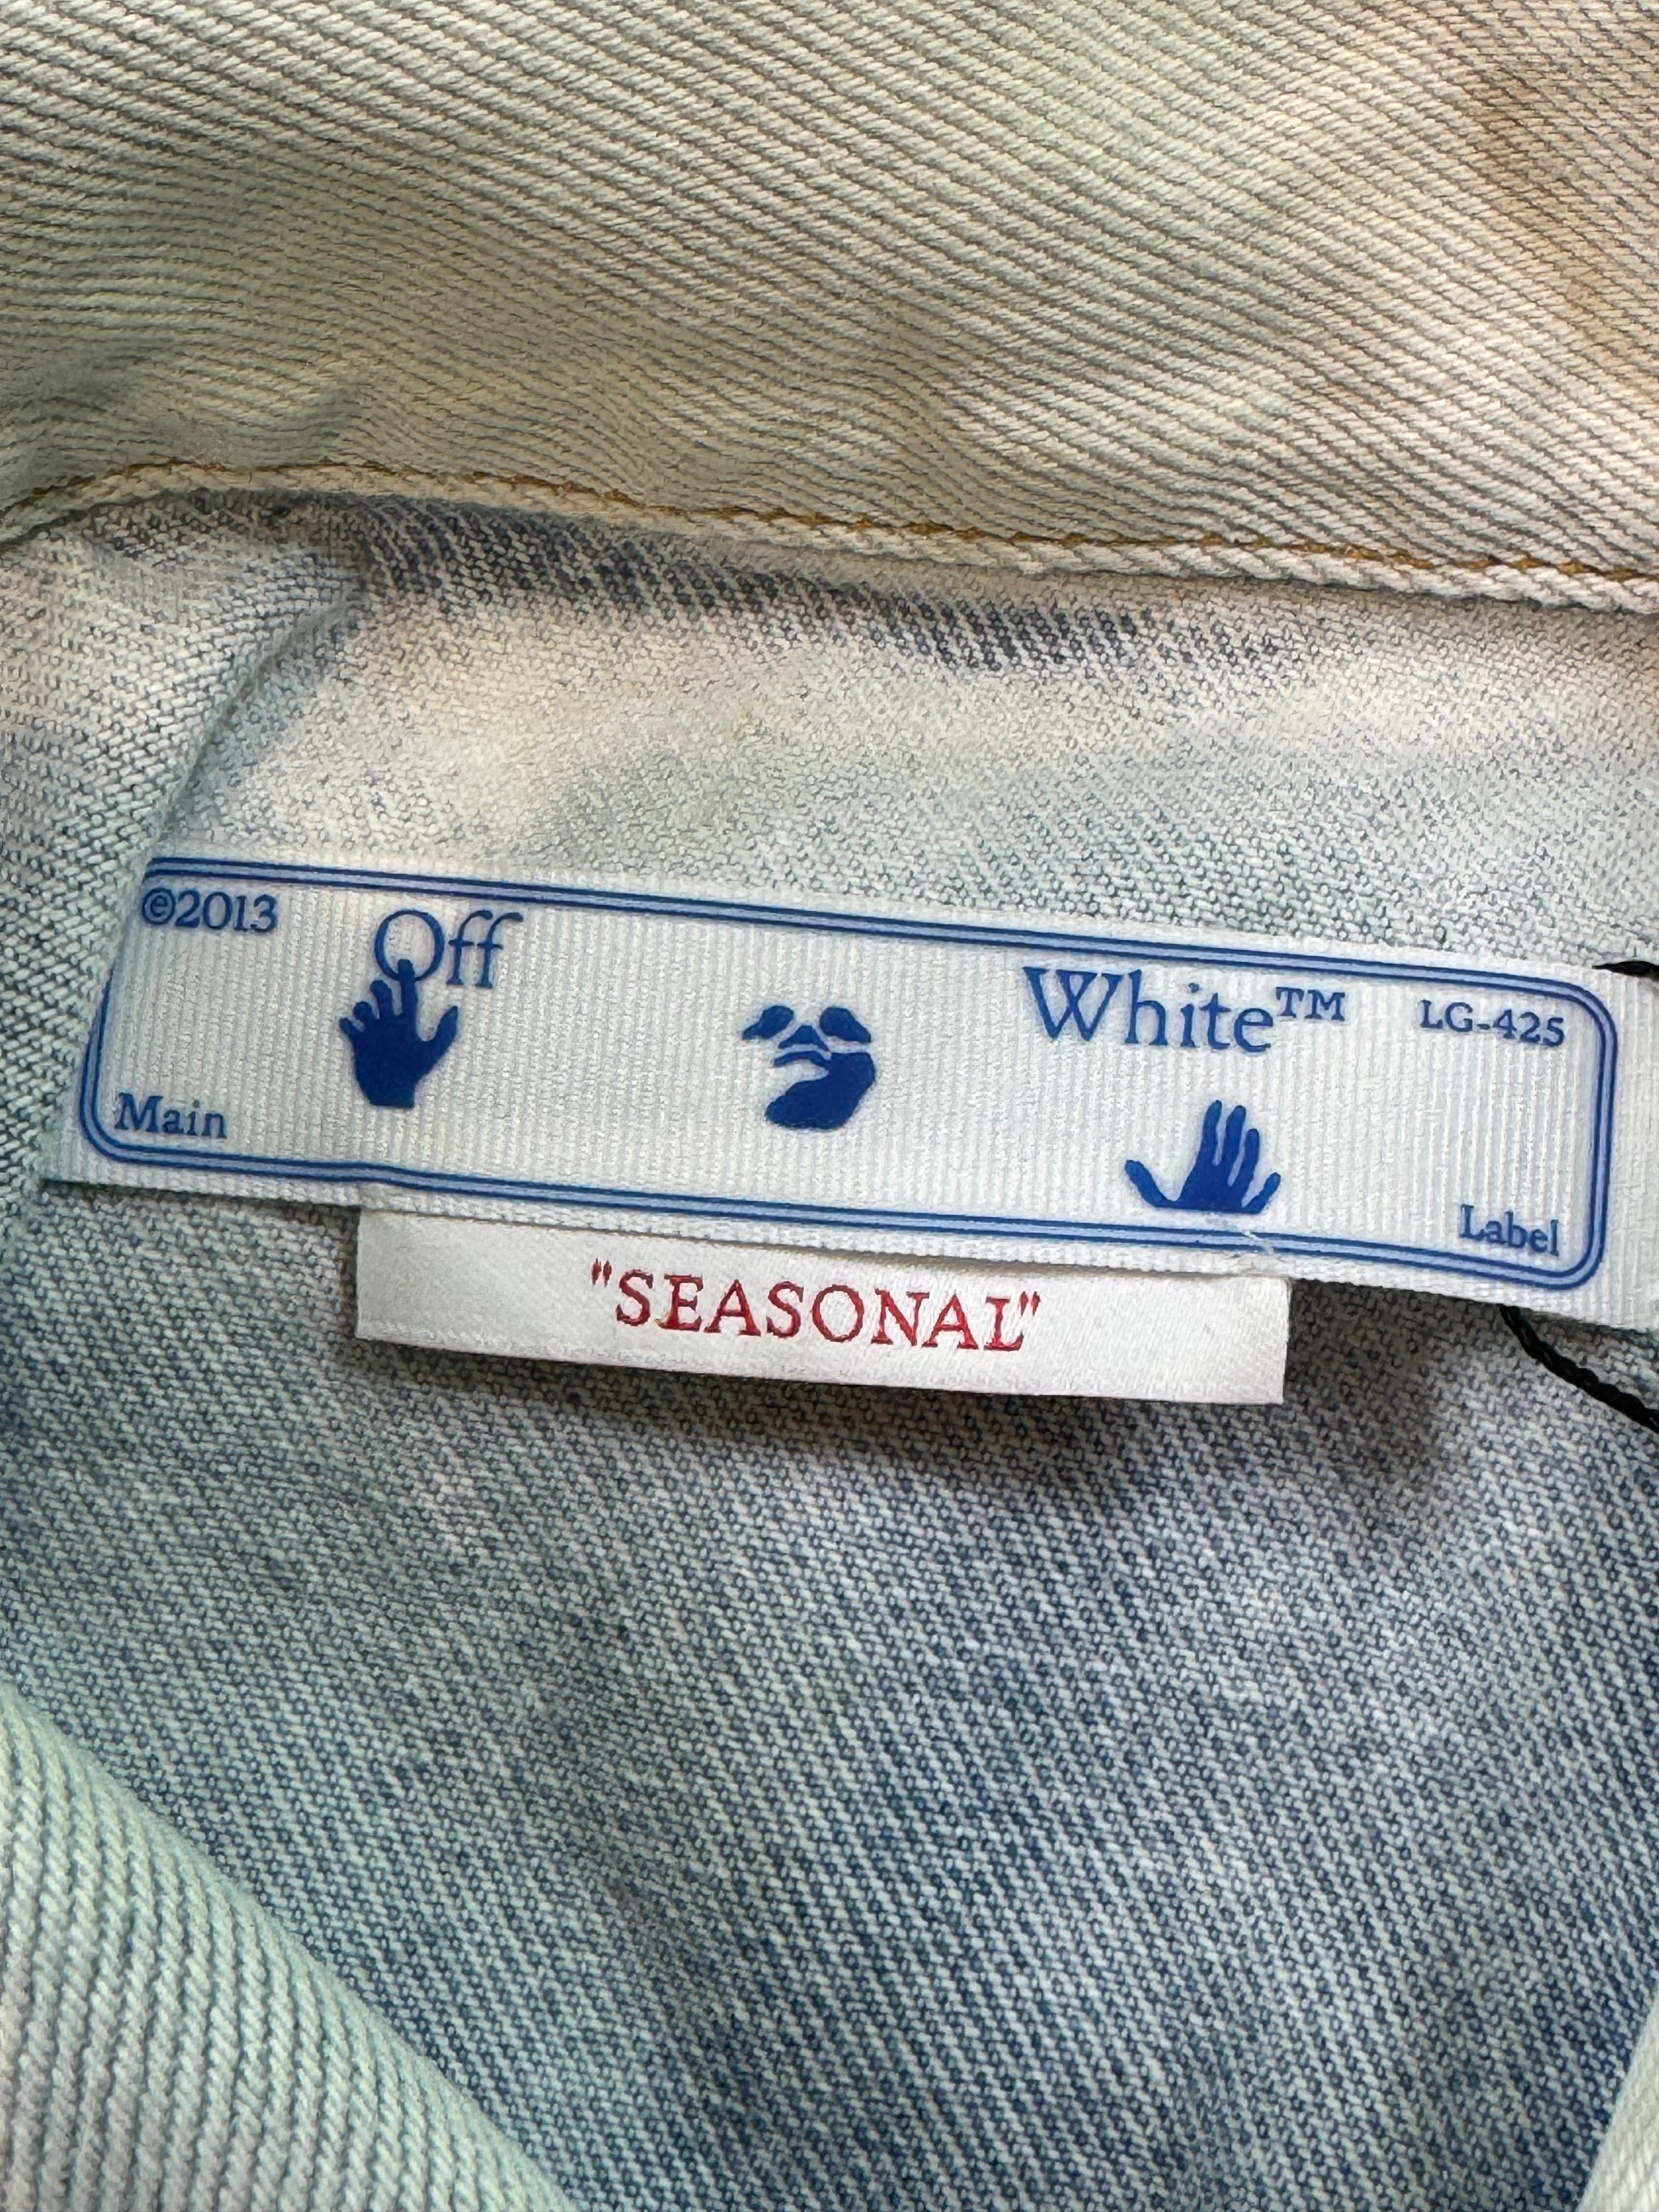 ©2013 Off White™ LG-425
Main Label
"SEASONAL"